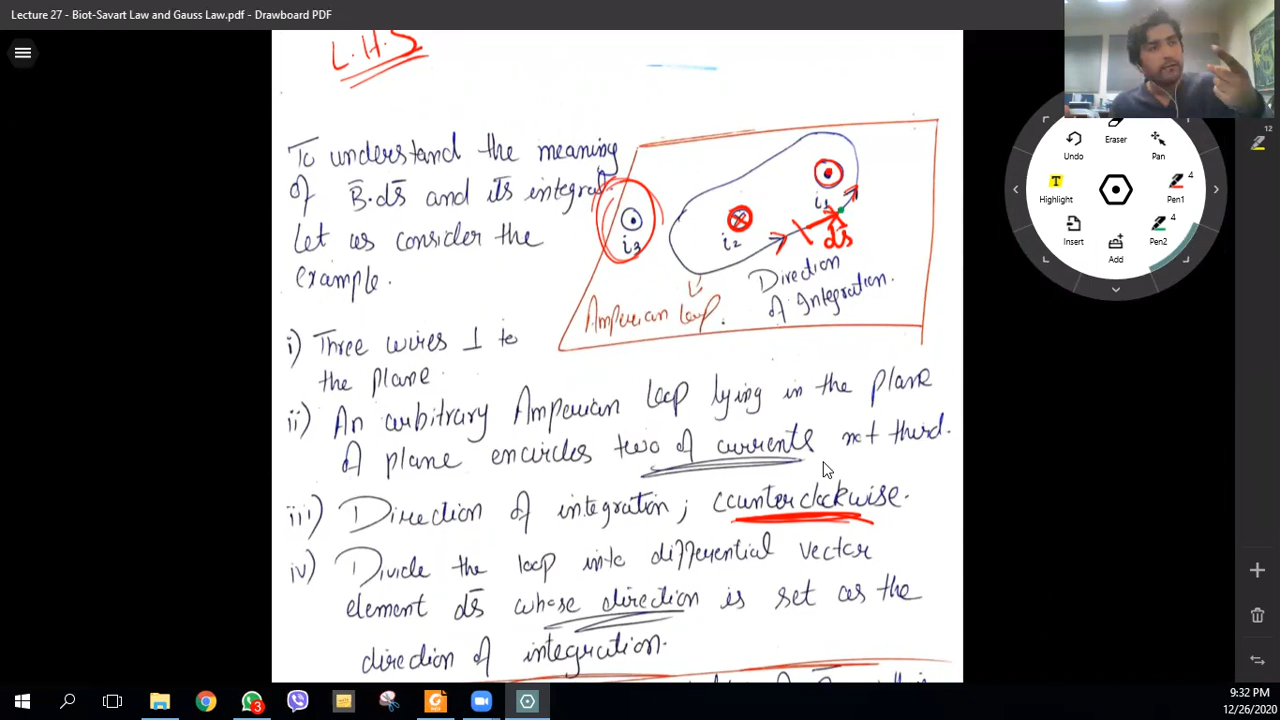 Lecture 27 - Biot-Savart Law and Gauss Law.pdf - Drawboard PDF
L.H.S
To understand the meaning
of B̄.ds̄ and its integral
Let us consider the
example.
i) Three wires ⊥ to
the plane.
i1
i2
i3
ds̄
Direction
of Integration.
Amperian loop.
ii) An arbitrary Amperian loop lying in the plane
of plane encircles two of currents not third.
iii) Direction of integration; Counterclockwise.
iv) Divide the loop into differential vector
element ds̄ whose direction is set as the
direction of integration.
Eraser
Undo
Pan
Highlight
4
Pen1
Insert
4
Pen2
Add
12
3
9:32 PM
12/26/2020